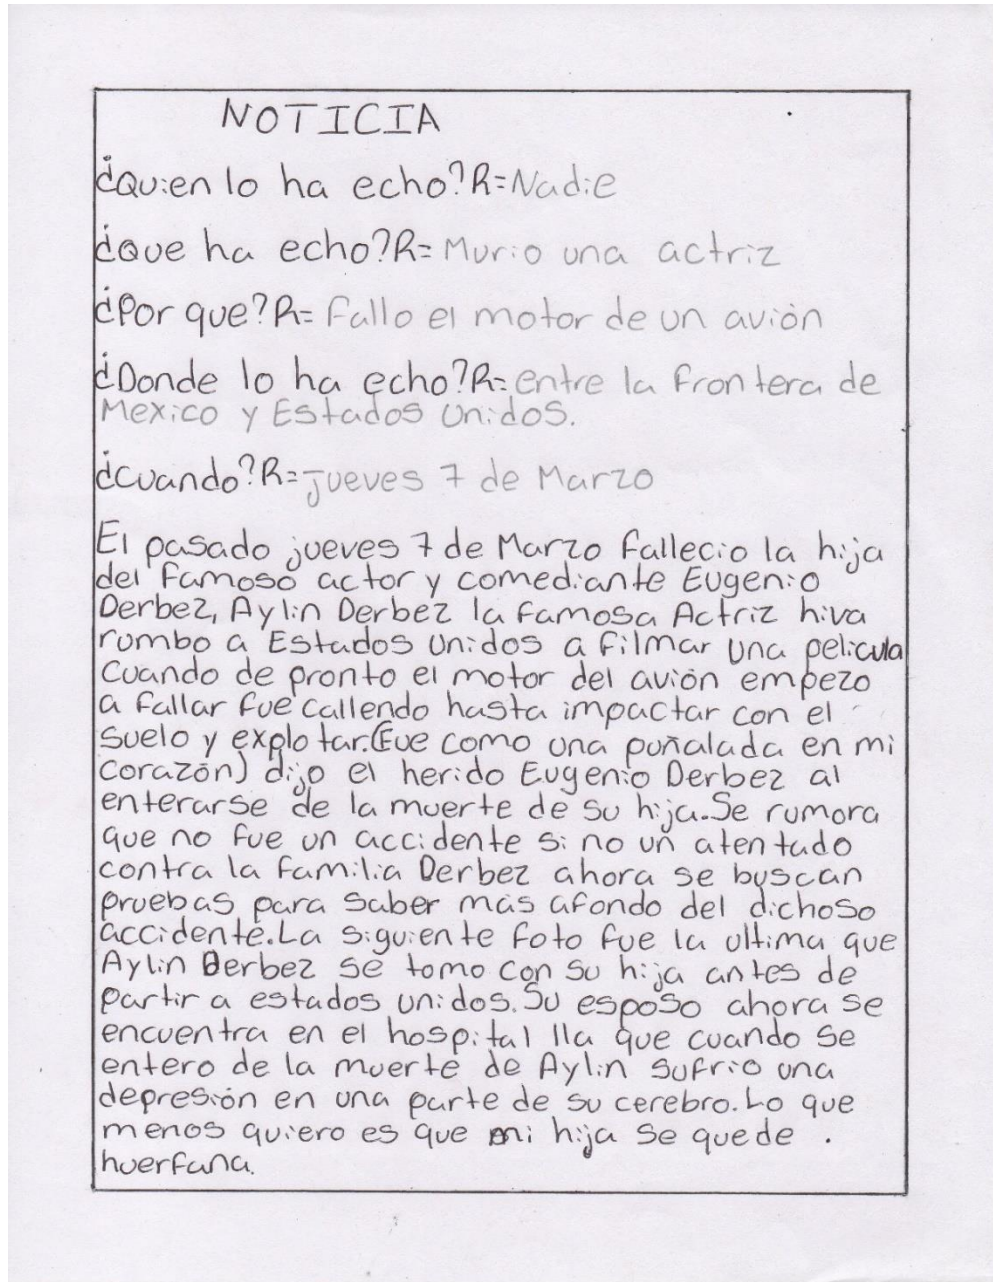 NOTICIA
¿Quien lo ha echo?R=Nadie
¿Que ha echo?R= Murio una actriz
¿Por que?R= Fallo el motor de un avión
¿Donde lo ha echo?R= entre la frontera de
Mexico y Estados Unidos.
¿Cuando?R= Jueves 7 de Marzo
El pasado jueves 7 de Marzo fallecio la hija
del famoso actor y comediante Eugenio
Derbez, Aylin Derbez la famosa Actriz hiva
rumbo a Estados Unidos a filmar una pelicula
Cuando de pronto el motor del avión empezo
a fallar fue callendo hasta impactar con el
suelo y explotar.(Fue como una puñalada en mi
corazón) dijo el herido Eugenio Derbez al
enterarse de la muerte de su hija.Se rumora
que no fue un accidente si no un atentado
contra la familia Derbez ahora se buscan
pruebas para saber mas afondo del dichoso
accidente.La siguiente foto fue la ultima que
Aylin Derbez se tomo con su hija antes de
partir a estados unidos.Su esposo ahora se
encuentra en el hospital lla que cuando se
entero de la muerte de Aylin sufrio una
depresión en una parte de su cerebro.Lo que
menos quiero es que mi hija se quede .
huerfana.